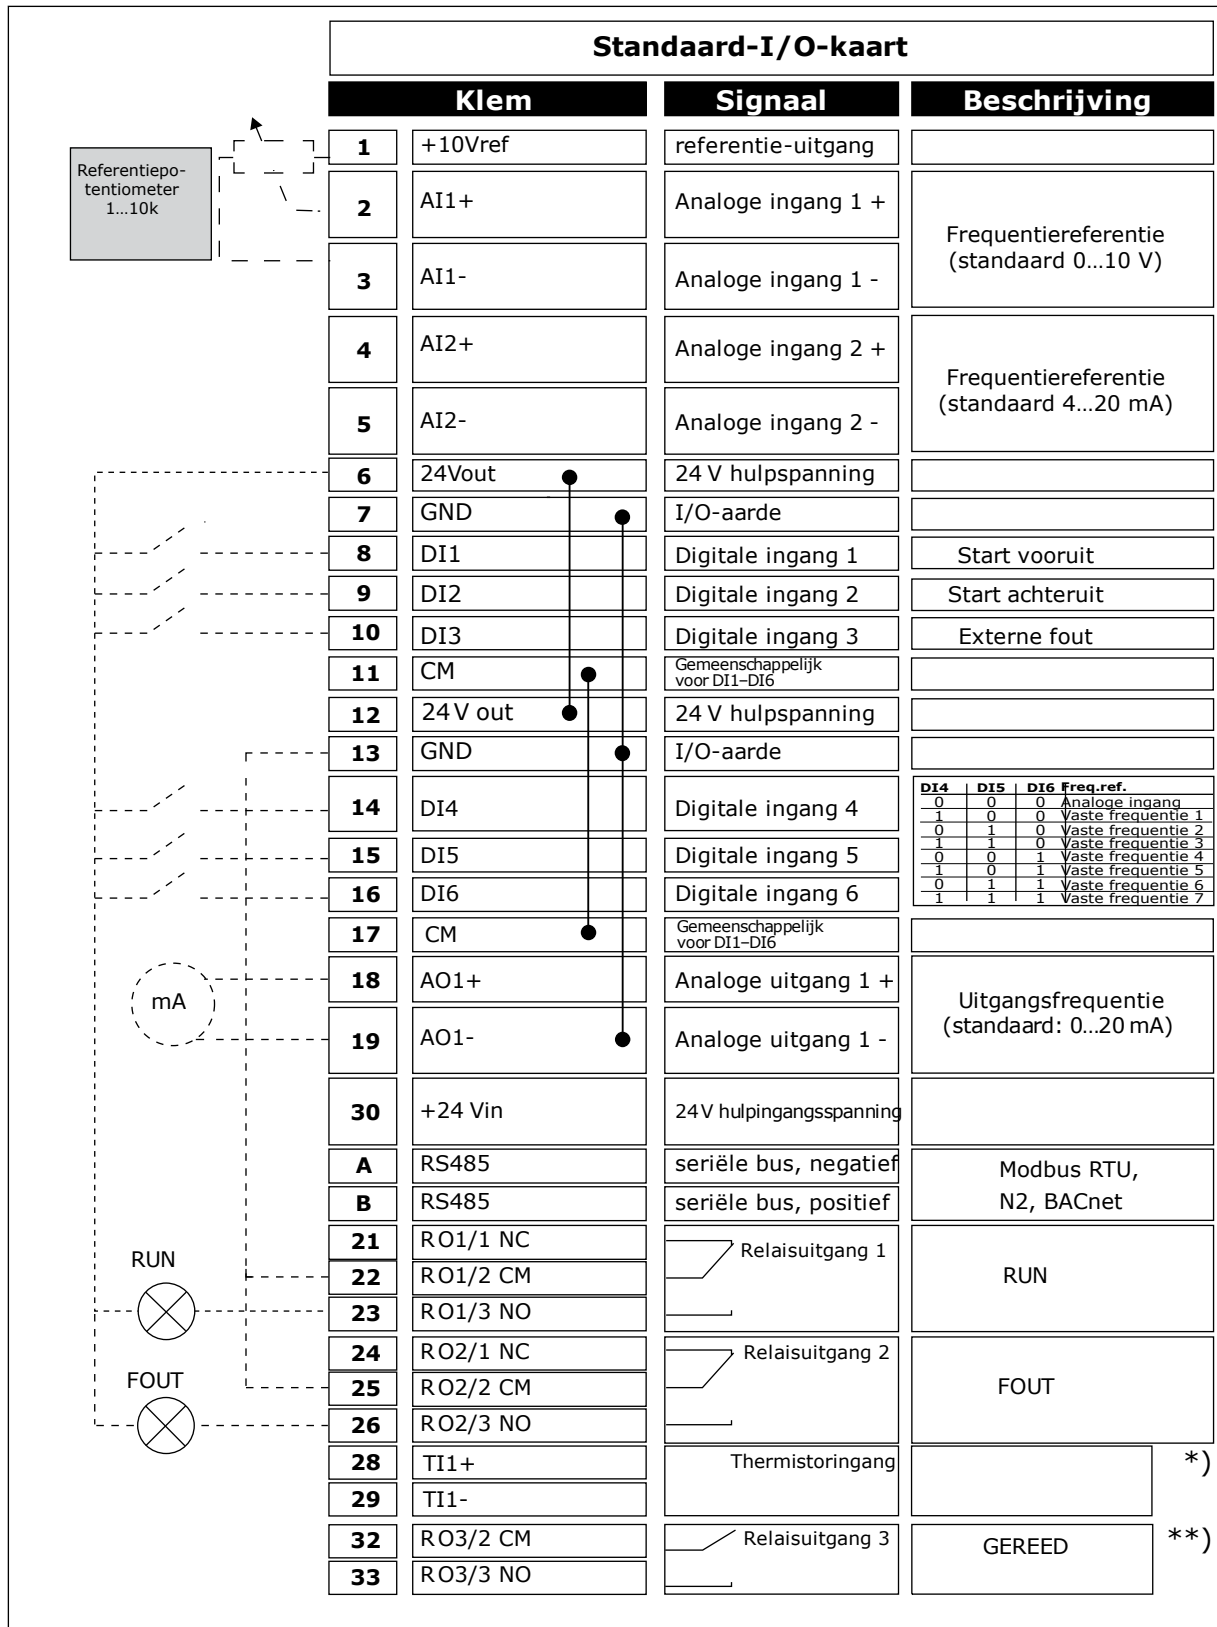 Standaard-I/O-kaart
Klem Signaal Beschrijving
Referentiepo-
tentiometer
1...10k
1 +10Vref referentie-uitgang
2 AI1+ Analoge ingang 1 +
Frequentiereferentie
(standaard 0...10 V)
3 AI1- Analoge ingang 1 -
4 AI2+ Analoge ingang 2 +
Frequentiereferentie
(standaard 4...20 mA)
5 AI2- Analoge ingang 2 -
6 24Vout 24 V hulpspanning
7 GND I/O-aarde
8 DI1 Digitale ingang 1 Start vooruit
9 DI2 Digitale ingang 2 Start achteruit
10 DI3 Digitale ingang 3 Externe fout
11 CM Gemeenschappelijk
voor DI1–DI6
12 24 V out 24 V hulpspanning
13 GND I/O-aarde
14 DI4 Digitale ingang 4
15 DI5 Digitale ingang 5
16 DI6 Digitale ingang 6
DI4 DI5 DI6 Freq.ref.
0 0 0 Analoge ingang
1 0 0 Vaste frequentie 1
0 1 0 Vaste frequentie 2
1 1 0 Vaste frequentie 3
0 0 1 Vaste frequentie 4
1 0 1 Vaste frequentie 5
0 1 1 Vaste frequentie 6
1 1 1 Vaste frequentie 7
17 CM Gemeenschappelijk
voor DI1–DI6
mA
18 AO1+ Analoge uitgang 1 +
Uitgangsfrequentie
(standaard: 0...20 mA)
19 AO1- Analoge uitgang 1 -
30 +24 Vin 24 V hulpingangsspanning
A RS485 seriële bus, negatief Modbus RTU,
B RS485 seriële bus, positief N2, BACnet
21 RO1/1 NC Relaisuitgang 1
RUN
22 RO1/2 CM RUN
23 RO1/3 NO
24 RO2/1 NC Relaisuitgang 2
FOUT
25 RO2/2 CM FOUT
26 RO2/3 NO
28 TI1+ Thermistoringang *)
29 TI1-
32 RO3/2 CM Relaisuitgang 3 GEREED **)
33 RO3/3 NO